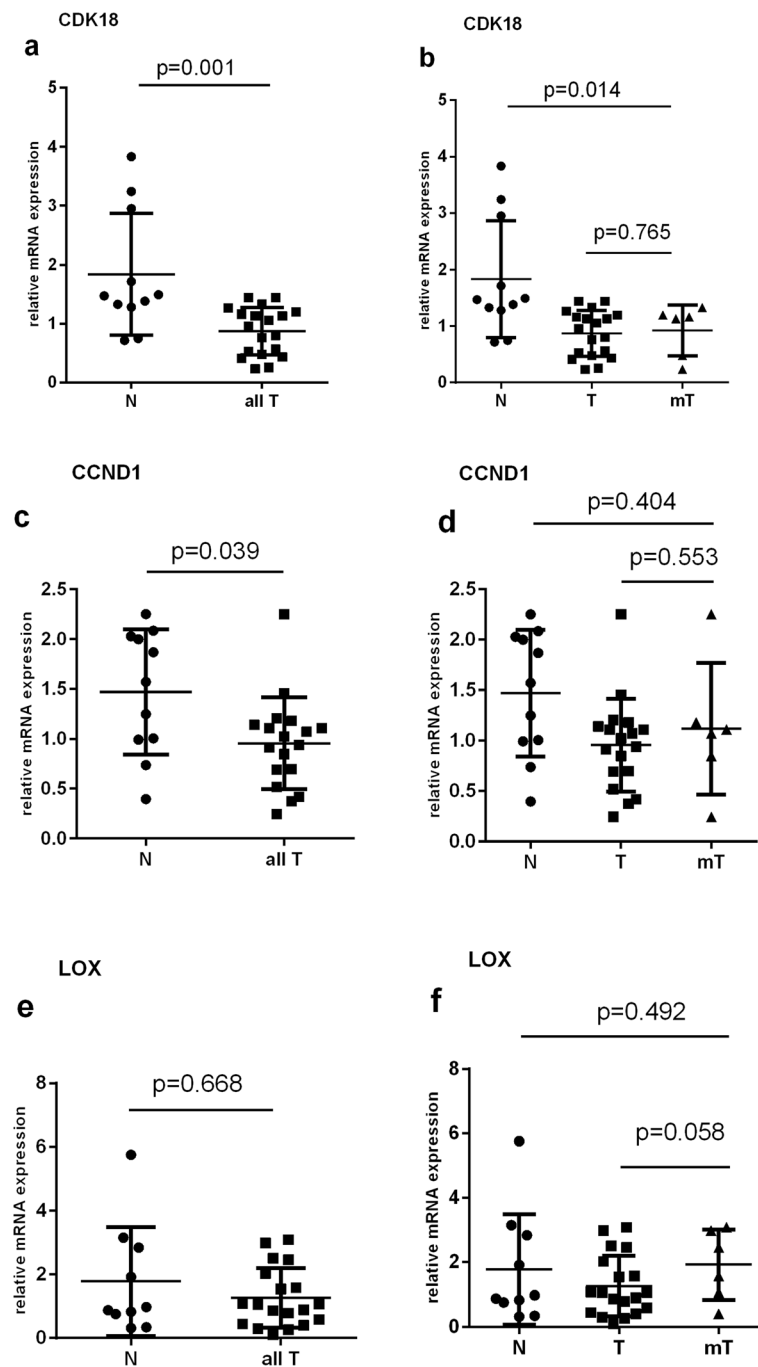 CDK18
a
p=0.001
relative mRNA expression
5
4
3
2
1
0
N
all T
CDK18
b
p=0.014
p=0.765
relative mRNA expression
5
4
3
2
1
0
N
T
mT
CCND1
c
p=0.039
relative mRNA expression
2.5
2.0
1.5
1.0
0.5
0.0
N
all T
CCND1
d
p=0.404
p=0.553
relative mRNA expression
2.5
2.0
1.5
1.0
0.5
0.0
N
T
mT
LOX
e
p=0.668
relative mRNA expression
8
6
4
2
0
N
all T
LOX
f
p=0.492
p=0.058
relative mRNA expression
8
6
4
2
0
N
T
mT